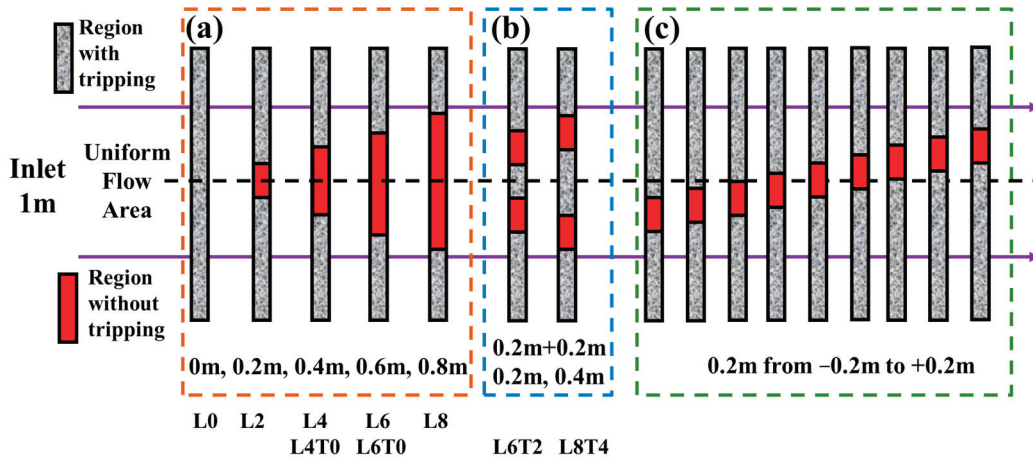 (a)
(b)
(c)
Region
with
tripping
Inlet
1m
Uniform
Flow
Area
Region
without
tripping
0m, 0.2m, 0.4m, 0.6m, 0.8m
0.2m+0.2m
0.2m, 0.4m
0.2m from −0.2m to +0.2m
L0
L2
L4
L6
L8
L4T0
L6T0
L6T2
L8T4